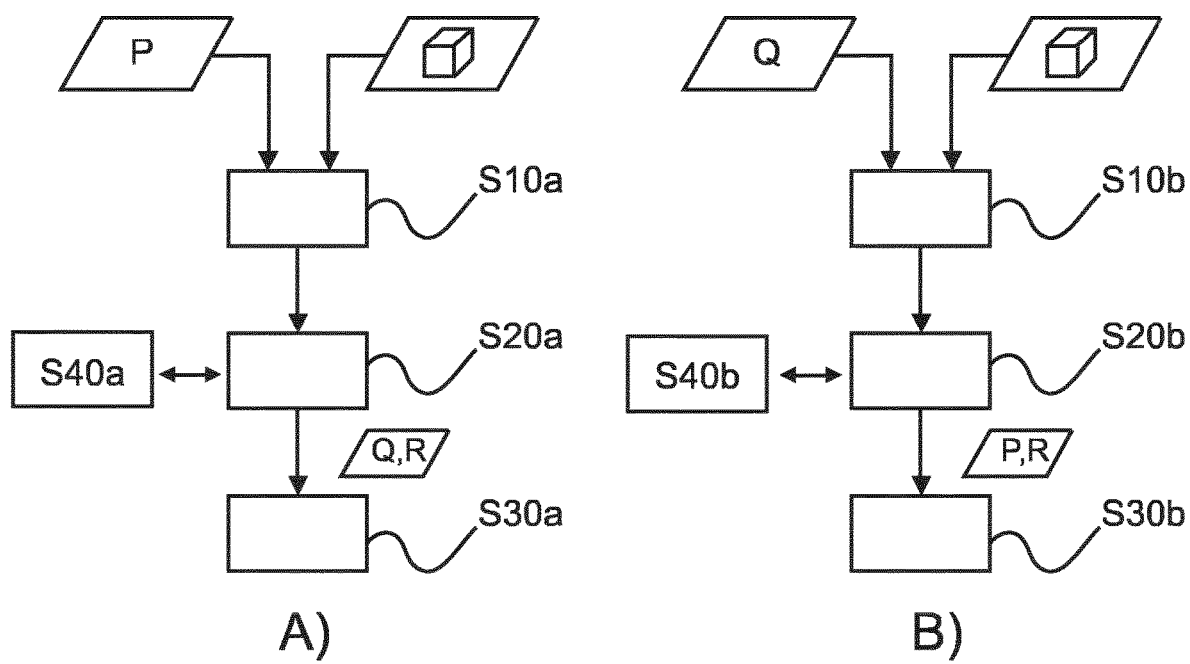 P
Q
S10a
S10b
S20a
S20b
S40a
S40b
Q,R
P,R
S30a
S30b
A)
B)